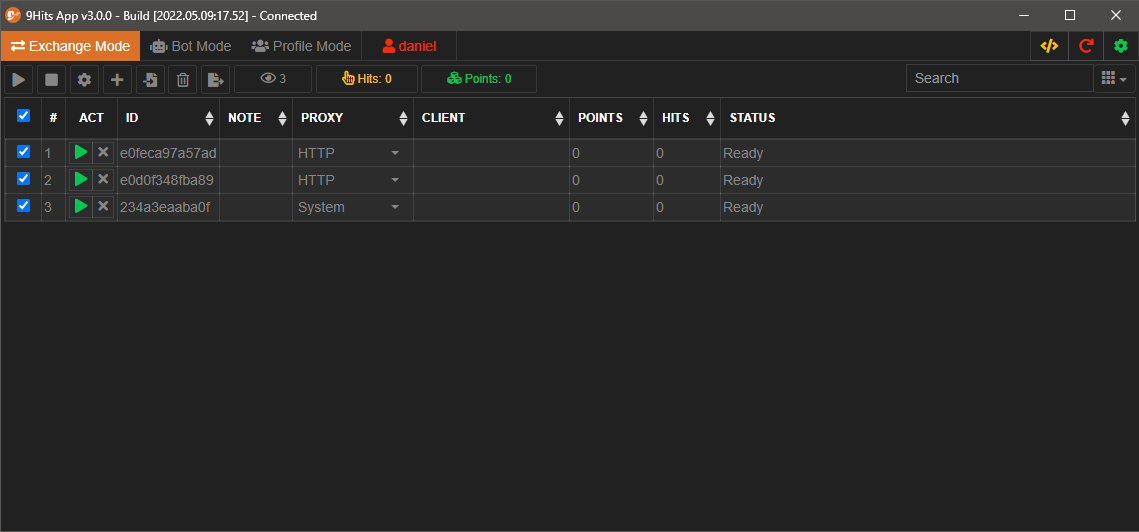 9Hits App v3.0.0 - Build [2022.05.09:17.52] - Connected
Exchange Mode Bot Mode Profile Mode daniel
3 Hits: 0 Points: 0 Search
# ACT ID NOTE PROXY CLIENT POINTS HITS STATUS
1 e0feca97a57ad HTTP 0 0 Ready
2 e0d0f348fba89 HTTP 0 0 Ready
3 234a3eaaba0f System 0 0 Ready